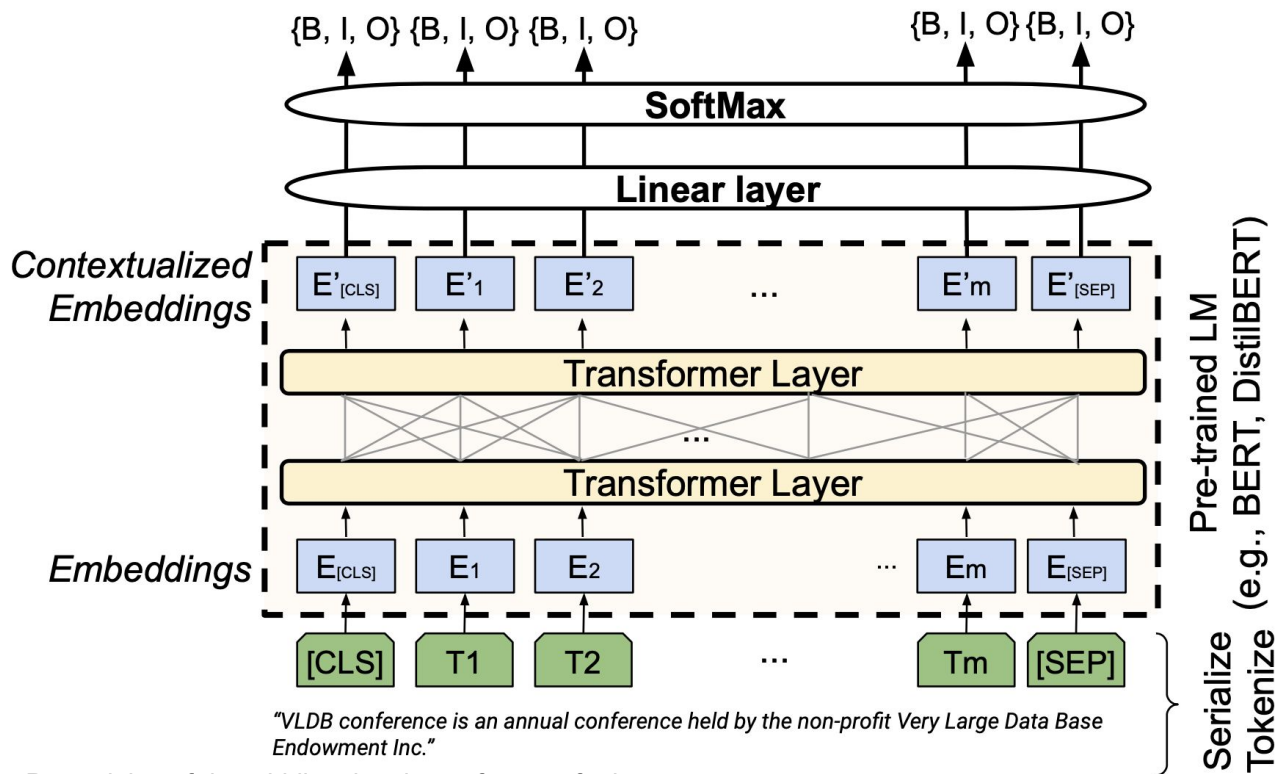 {B, I, O} {B, I, O} {B, I, O} {B, I, O} {B, I, O}
SoftMax
Linear layer
Contextualized
Embeddings
E'[CLS] E'1 E'2 ... E'm E'[SEP]
Transformer Layer
...
Transformer Layer
Embeddings
E[CLS] E1 E2 ... Em E[SEP]
[CLS] T1 T2 ... Tm [SEP]
"VLDB conference is an annual conference held by the non-profit Very Large Data Base
Endowment Inc."
Pre-trained LM
(e.g., BERT, DistilBERT)
Serialize
Tokenize